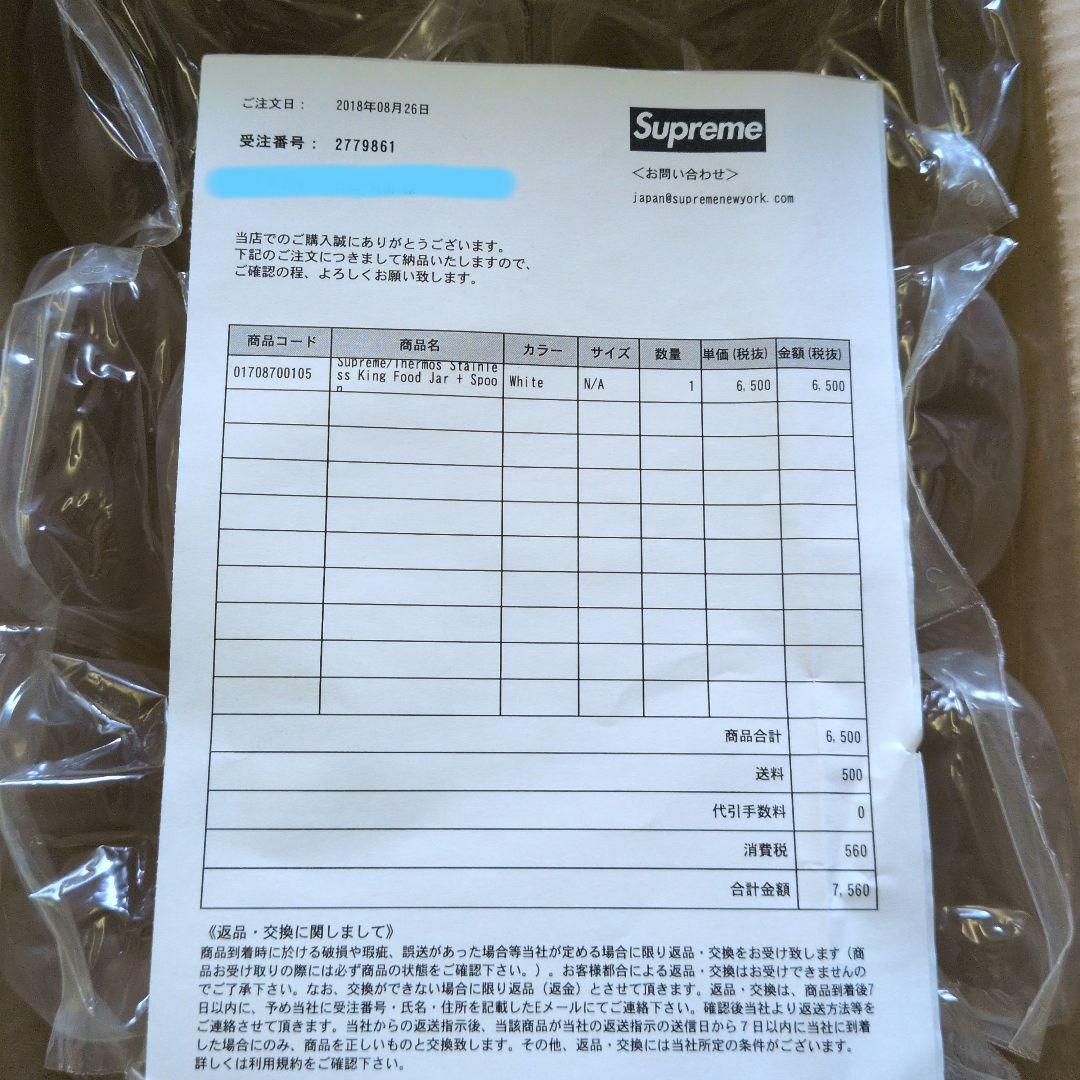 ご注文日： 2018年08月26日
受注番号： 2779861
Supreme
＜お問い合わせ＞
japan@supremenewyork.com
当店でのご購入誠にありがとうございます。
下記のご注文につきまして納品いたしますので、
ご確認の程、よろしくお願い致します。
商品コード 商品名 カラー サイズ 数量 単価(税抜) 金額(税抜)
01708700105 Supreme/Thermos Stainle White N/A 1 6,500 6,500
ss King Food Jar + Spoo
n
商品合計 6,500
送料 500
代引手数料 0
消費税 560
合計金額 7,560
《返品・交換に関しまして》
商品到着時に於ける破損や瑕疵、誤送があった場合等当社が定める場合に限り返品・交換をお受け致します（商
品お受け取りの際には必ず商品の状態をご確認下さい。）。お客様都合による返品・交換はお受けできませんの
でご了承下さい。なお、交換ができない場合に限り返品（返金）とさせて頂きます。返品・交換は、商品到着後7
日以内に、予め当社に受注番号・氏名・住所を記載したEメールにてご連絡下さい。確認後当社より返送方法等を
ご連絡させて頂きます。当社からの返送指示後、当該商品が当社の返送指示の送信日から７日以内に当社に到着
した場合にのみ、商品を正しいものと交換致します。その他、返品・交換には当社所定の条件がございます。
詳しくは利用規約をご確認下さい。